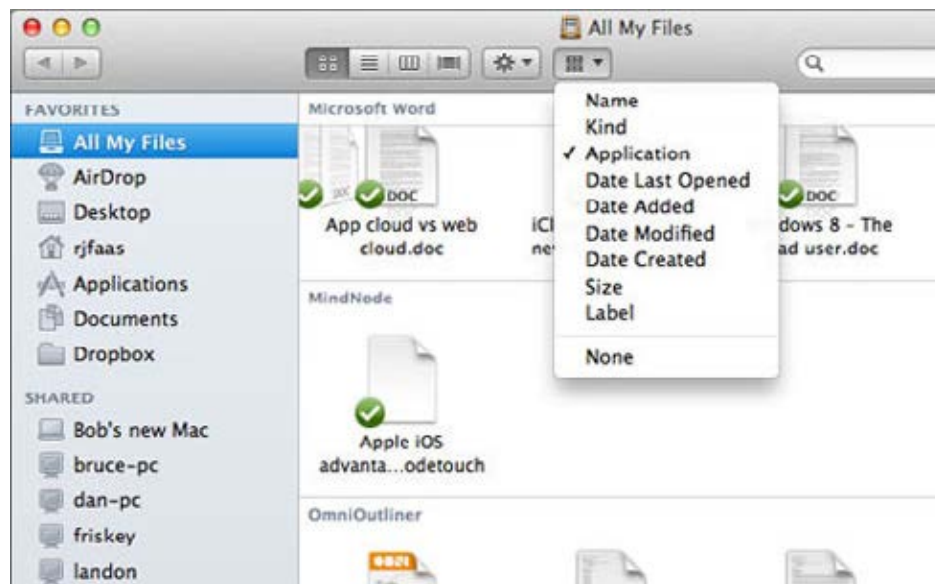 All My Files
FAVORITES
All My Files
AirDrop
Desktop
rjfaas
Applications
Documents
Dropbox
SHARED
Bob's new Mac
bruce-pc
dan-pc
friskey
landon
Name
Kind
✓ Application
Date Last Opened
Date Added
Date Modified
Date Created
Size
Label
None
Microsoft Word
DOC
DOC
DOC
App cloud vs web
cloud.doc
dows 8 - The
ad user.doc
MindNode
Apple iOS
advanta...odetouch
OmniOutliner